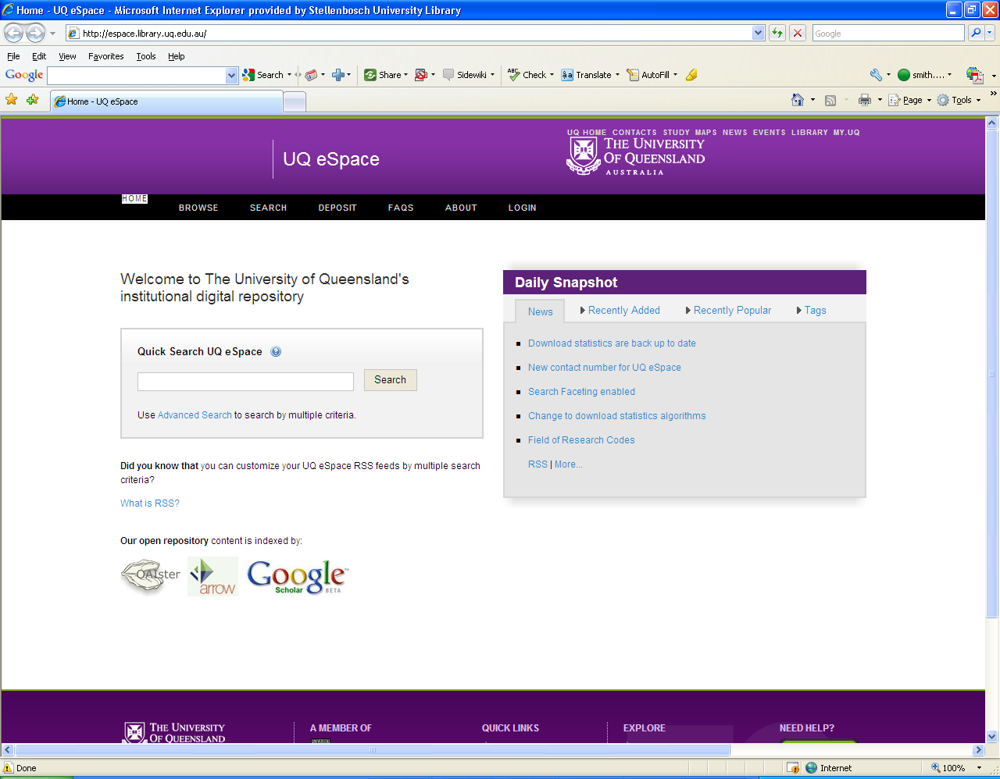 Home - UQ eSpace - Microsoft Internet Explorer provided by Stellenbosch University Library
http://espace.library.uq.edu.au/
Google
File Edit View Favorites Tools Help
Google Search Share Sidewiki ABC Check Translate AutoFill smith....
Home - UQ eSpace
Page Tools
UQ HOME CONTACTS STUDY MAPS NEWS EVENTS LIBRARY MY.UQ
UQ eSpace
THE UNIVERSITY
OF QUEENSLAND
AUSTRALIA
HOME
BROWSE SEARCH DEPOSIT FAQS ABOUT LOGIN
Welcome to The University of Queensland's
institutional digital repository
Quick Search UQ eSpace ?
Search
Use Advanced Search to search by multiple criteria.
Did you know that you can customize your UQ eSpace RSS feeds by multiple search
criteria?
What is RSS?
Our open repository content is indexed by:
OAIster
arrow
Google
Scholar BETA
Daily Snapshot
News Recently Added Recently Popular Tags
Download statistics are back up to date
New contact number for UQ eSpace
Search Faceting enabled
Change to download statistics algorithms
Field of Research Codes
RSS | More...
THE UNIVERSITY
OF QUEENSLAND
A MEMBER OF
QUICK LINKS
EXPLORE
NEED HELP?
Done
Internet
100%